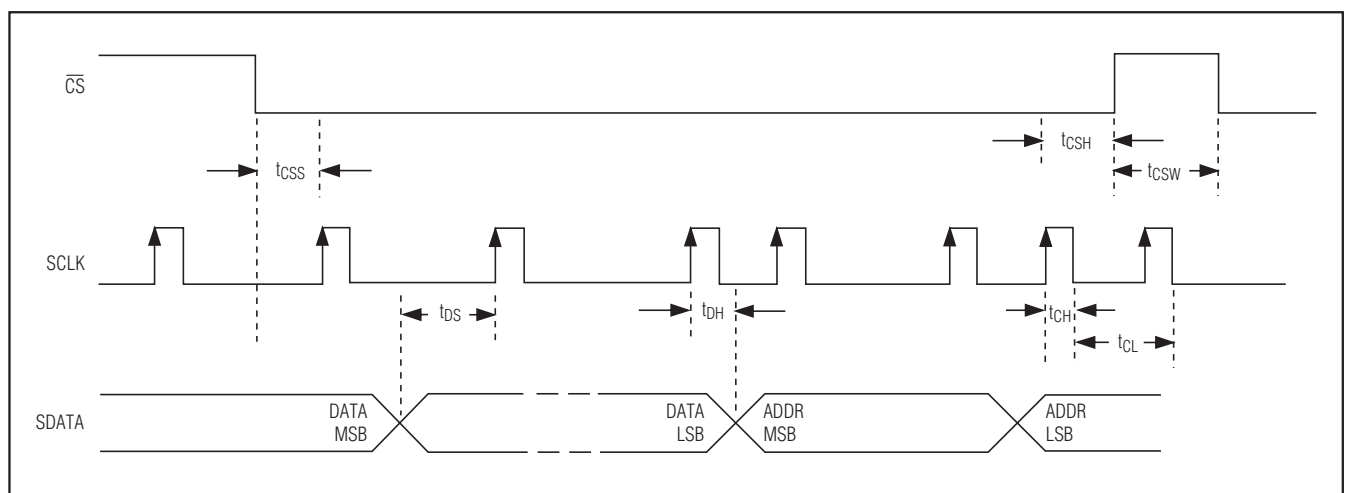 CS
tCSH
tCSS
tCSW
SCLK
tDS
tDH
tCH
tCL
SDATA
DATA
MSB
DATA
LSB
ADDR
MSB
ADDR
LSB